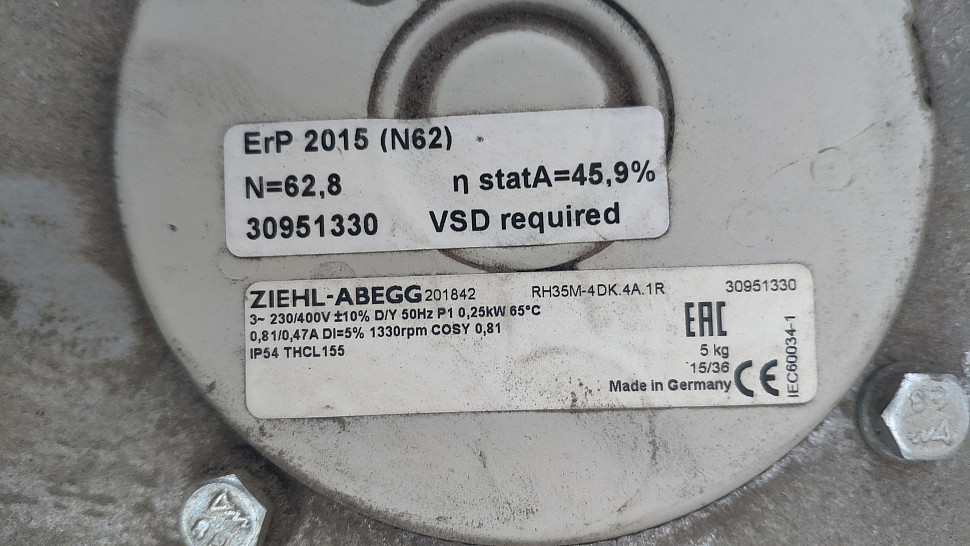 ErP 2015 (N62)
N=62,8 η statA=45,9%
30951330 VSD required
ZIEHL-ABEGG 201842 RH35M-4DK.4A.1R 30951330
3~ 230/400V ±10% D/Y 50Hz P1 0,25kW 65°C
0,81/0,47A DI=5% 1330rpm COSY 0,81
IP54 THCL155
EAC
5 kg
15/36
Made in Germany CE
IEC60034-1